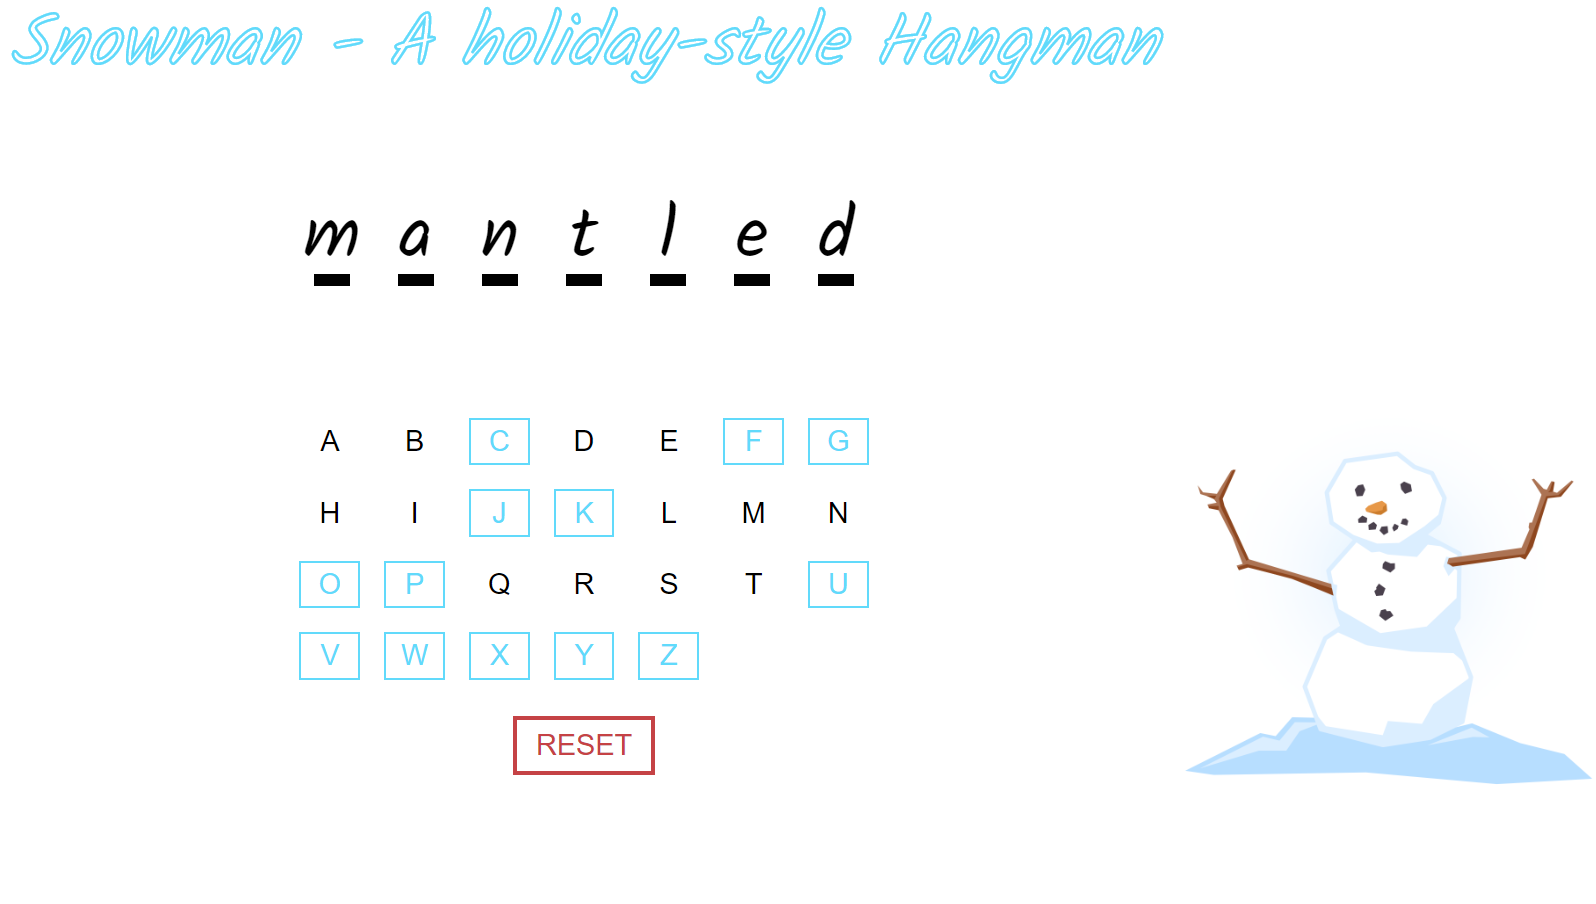 Snowman - A holiday-style Hangman
m a n t l e d
A B C D E F G
H I J K L M N
O P Q R S T U
V W X Y Z
RESET